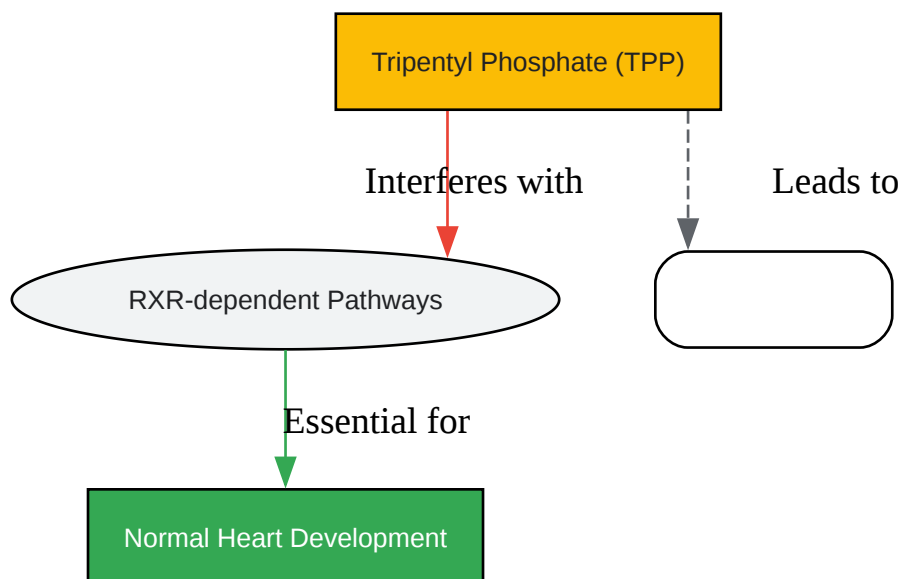 Tripentyl Phosphate (TPP)
Interferes with
Leads to
RXR-dependent Pathways
Essential for
Normal Heart Development